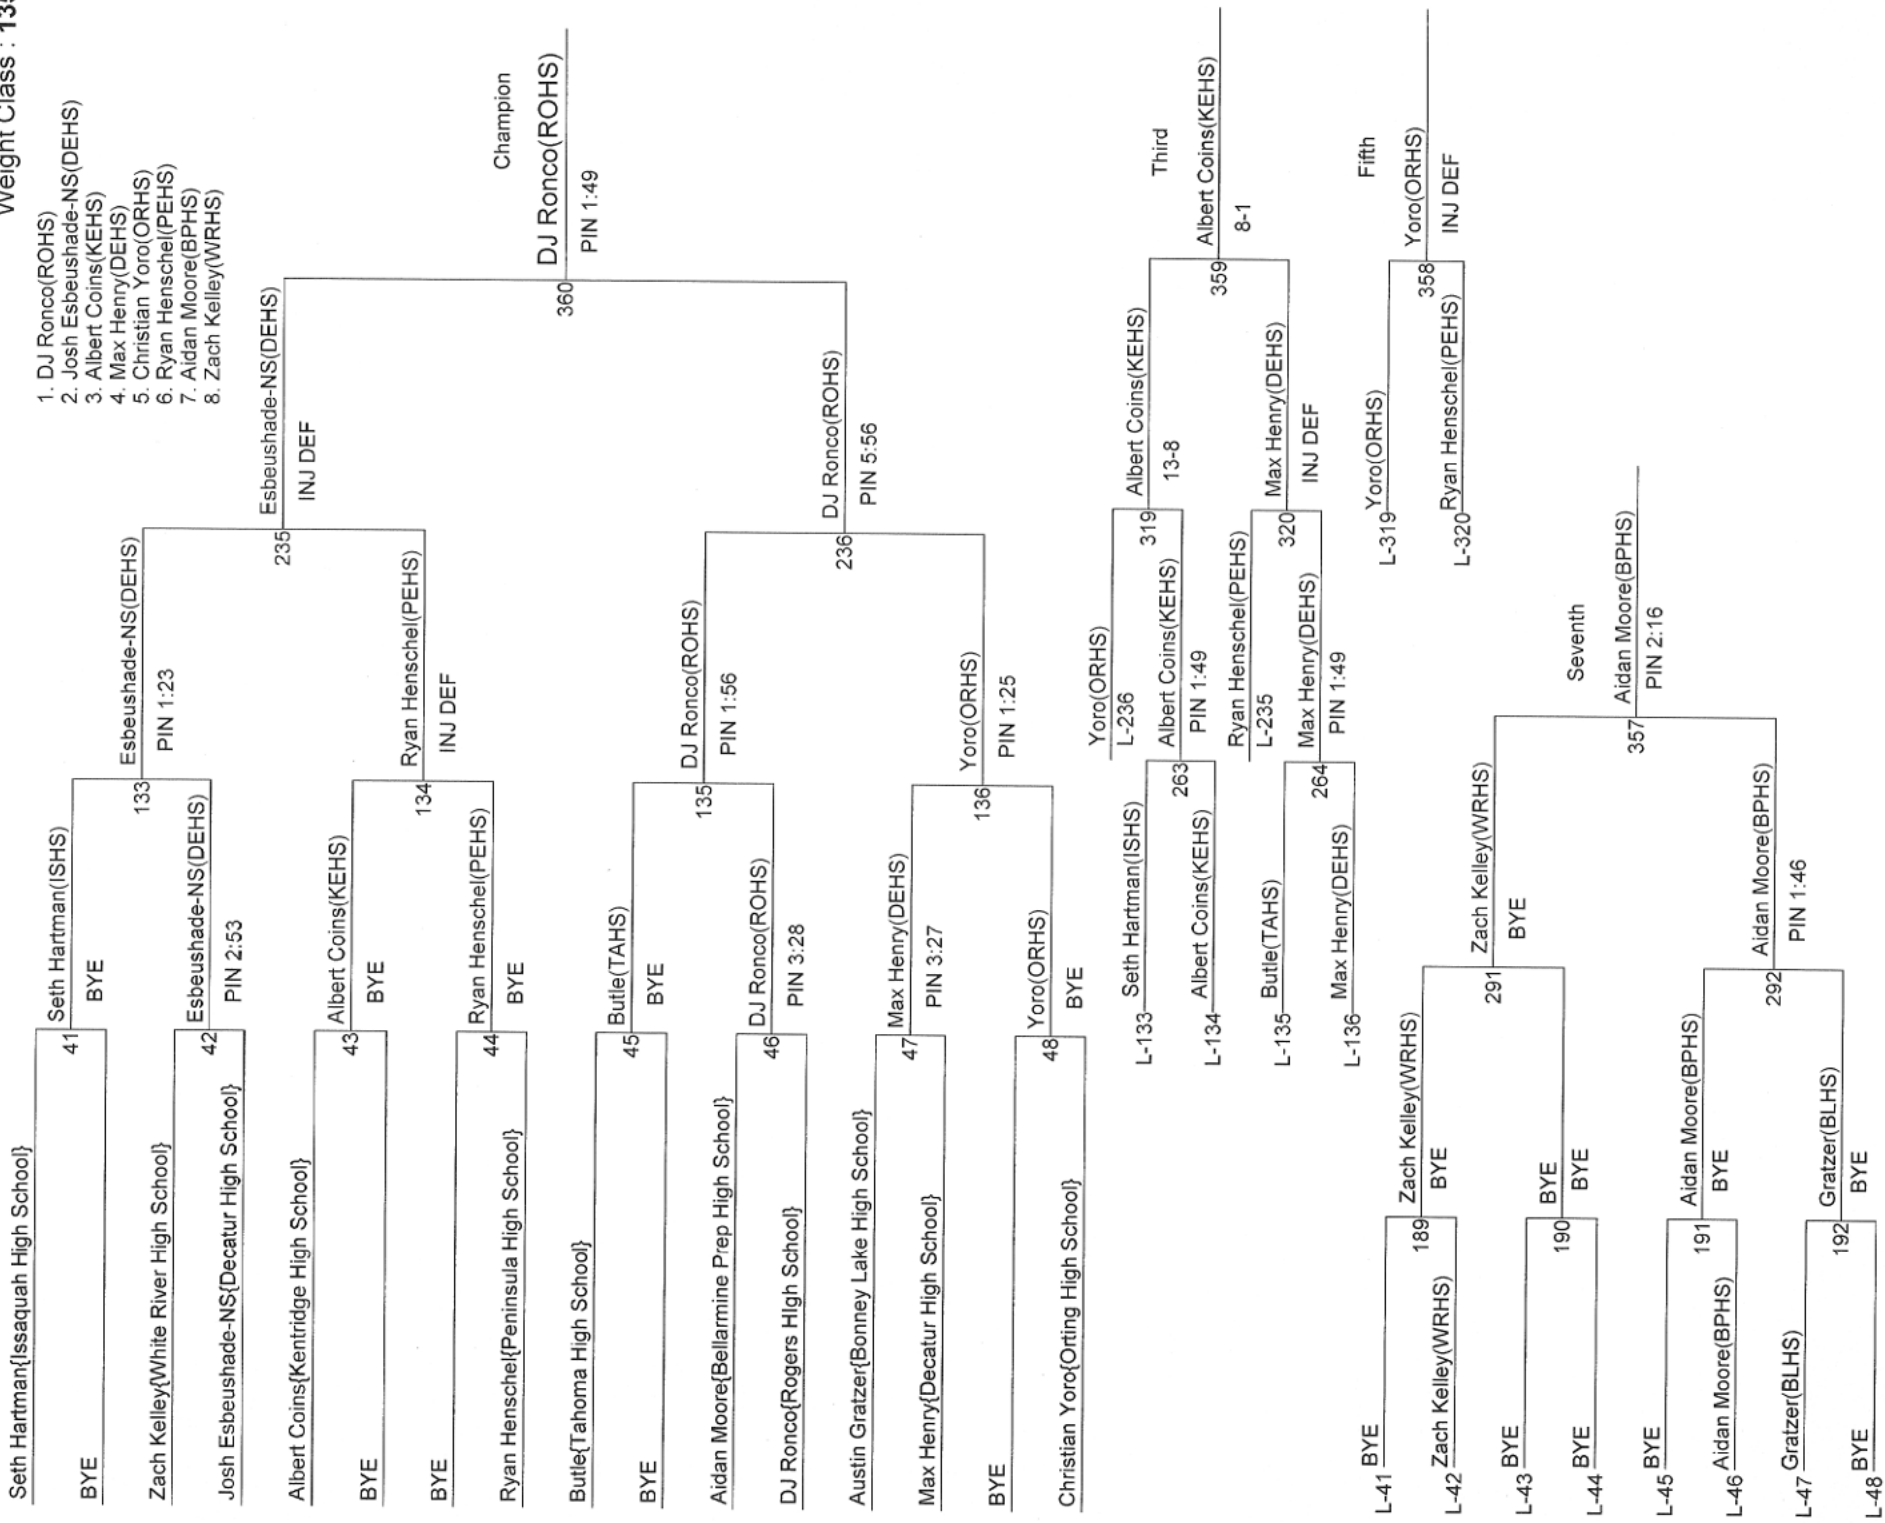 Weight Class : 135
1. DJ Ronco(ROHS)
2. Josh Esbeushade-NS(DEHS)
3. Albert Coins(KEHS)
4. Max Henry(DEHS)
5. Christian Yoro(ORHS)
6. Ryan Henschel(PEHS)
7. Aidan Moore(BPHS)
8. Zach Kelley(WRHS)
Seth Hartman{Issaquah High School}
BYE
Zach Kelley{White River High School}
Josh Esbeushade-NS{Decatur High School}
Albert Coins{Kentridge High School}
BYE
BYE
Ryan Henschel{Peninsula High School}
Butle{Tahoma High School}
BYE
Aidan Moore{Bellarmine Prep High School}
DJ Ronco{Rogers HIgh School}
Austin Gratzer{Bonney Lake High School}
Max Henry{Decatur High School}
BYE
Christian Yoro{Orting High School}
41
Seth Hartman(ISHS)
BYE
42
Esbeushade-NS(DEHS)
PIN 2:53
43
Albert Coins(KEHS)
BYE
44
Ryan Henschel(PEHS)
BYE
45
Butle(TAHS)
BYE
46
DJ Ronco(ROHS)
PIN 3:28
47
Max Henry(DEHS)
PIN 3:27
48
Yoro(ORHS)
BYE
133
Esbeushade-NS(DEHS)
PIN 1:23
134
Ryan Henschel(PEHS)
INJ DEF
135
DJ Ronco(ROHS)
PIN 1:56
136
Yoro(ORHS)
PIN 1:25
235
Esbeushade-NS(DEHS)
INJ DEF
236
DJ Ronco(ROHS)
PIN 5:56
360
Champion
DJ Ronco(ROHS)
PIN 1:49
L-133
Seth Hartman(ISHS)
L-134
Albert Coins(KEHS)
L-135
Butle(TAHS)
L-136
Max Henry(DEHS)
Yoro(ORHS)
L-236
263
Albert Coins(KEHS)
PIN 1:49
Ryan Henschel(PEHS)
L-235
264
Max Henry(DEHS)
PIN 1:49
319
Albert Coins(KEHS)
13-8
320
Max Henry(DEHS)
INJ DEF
359
Third
Albert Coins(KEHS)
8-1
L-319
Yoro(ORHS)
L-320
Ryan Henschel(PEHS)
358
Fifth
Yoro(ORHS)
INJ DEF
L-41
BYE
L-42
Zach Kelley(WRHS)
L-43
BYE
L-44
BYE
L-45
BYE
L-46
Aidan Moore(BPHS)
L-47
Gratzer(BLHS)
L-48
BYE
189
Zach Kelley(WRHS)
BYE
190
BYE
BYE
191
Aidan Moore(BPHS)
BYE
192
Gratzer(BLHS)
BYE
291
Zach Kelley(WRHS)
BYE
292
Aidan Moore(BPHS)
PIN 1:46
357
Seventh
Aidan Moore(BPHS)
PIN 2:16